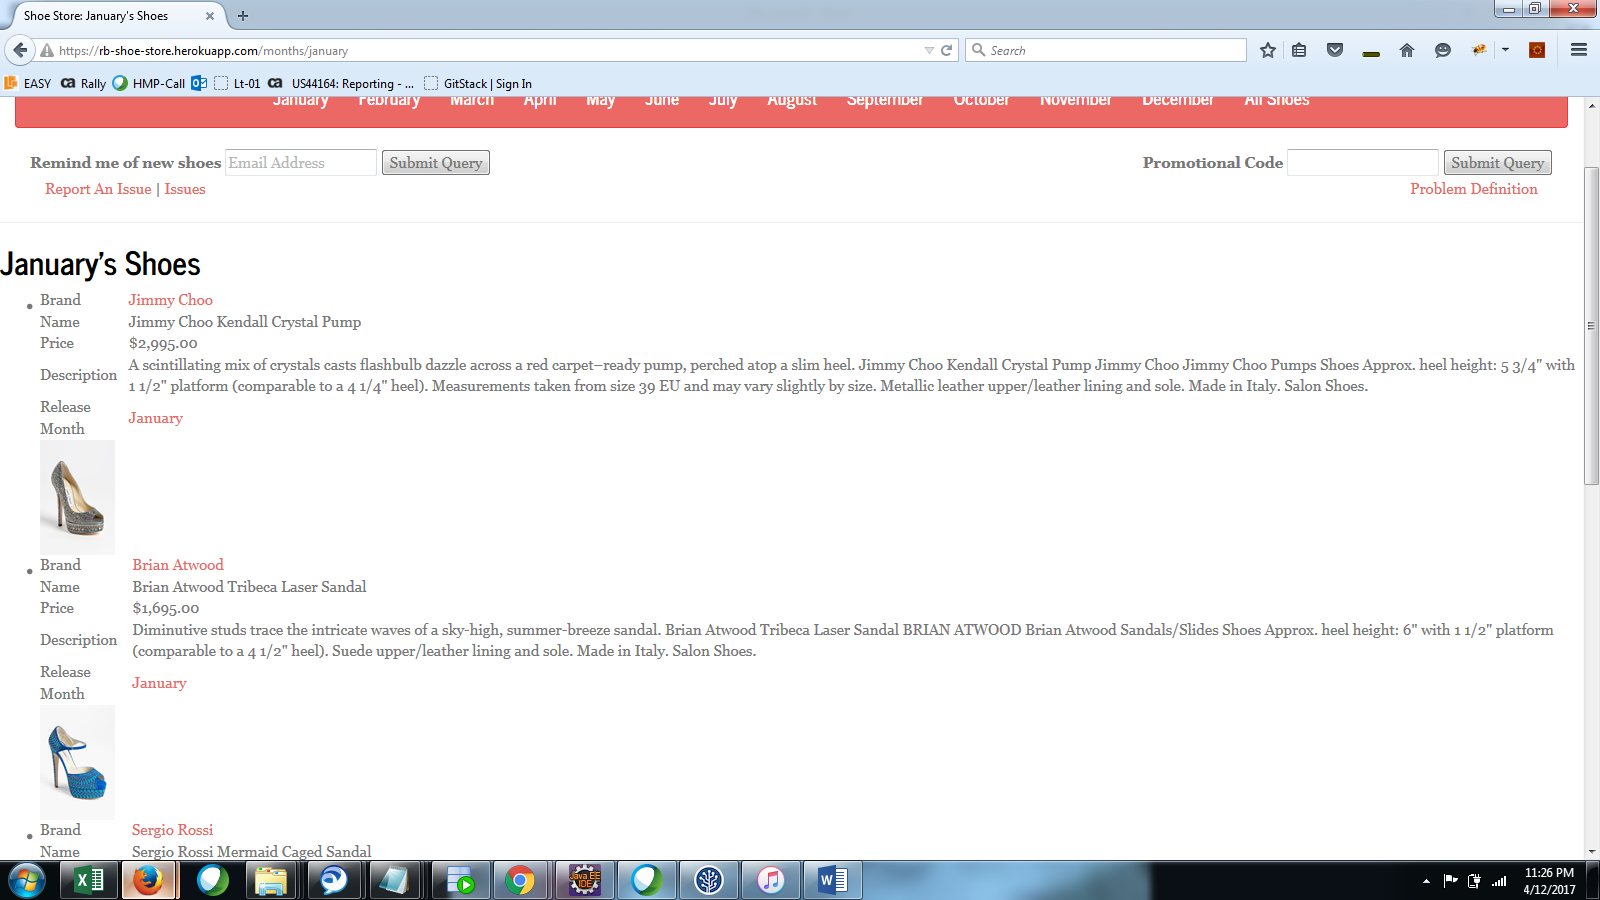 Shoe Store: January's Shoes
https://rb-shoe-store.herokuapp.com/months/january
Search
EASY
ca Rally
HMP-Call
Lt-01
ca US44164: Reporting - ...
GitStack | Sign In
January February March April May June July August September October November December All Shoes
Remind me of new shoes Email Address Submit Query Promotional Code Submit Query
Report An Issue | Issues Problem Definition
January's Shoes
Brand Jimmy Choo
Name Jimmy Choo Kendall Crystal Pump
Price $2,995.00
Description A scintillating mix of crystals casts flashbulb dazzle across a red carpet–ready pump, perched atop a slim heel. Jimmy Choo Kendall Crystal Pump Jimmy Choo Jimmy Choo Pumps Shoes Approx. heel height: 5 3/4" with
1 1/2" platform (comparable to a 4 1/4" heel). Measurements taken from size 39 EU and may vary slightly by size. Metallic leather upper/leather lining and sole. Made in Italy. Salon Shoes.
Release
Month January
Brand Brian Atwood
Name Brian Atwood Tribeca Laser Sandal
Price $1,695.00
Description Diminutive studs trace the intricate waves of a sky-high, summer-breeze sandal. Brian Atwood Tribeca Laser Sandal BRIAN ATWOOD Brian Atwood Sandals/Slides Shoes Approx. heel height: 6" with 1 1/2" platform
(comparable to a 4 1/2" heel). Suede upper/leather lining and sole. Made in Italy. Salon Shoes.
Release
Month January
Brand Sergio Rossi
Name Sergio Rossi Mermaid Caged Sandal
Java EE
IDE
11:26 PM
4/12/2017